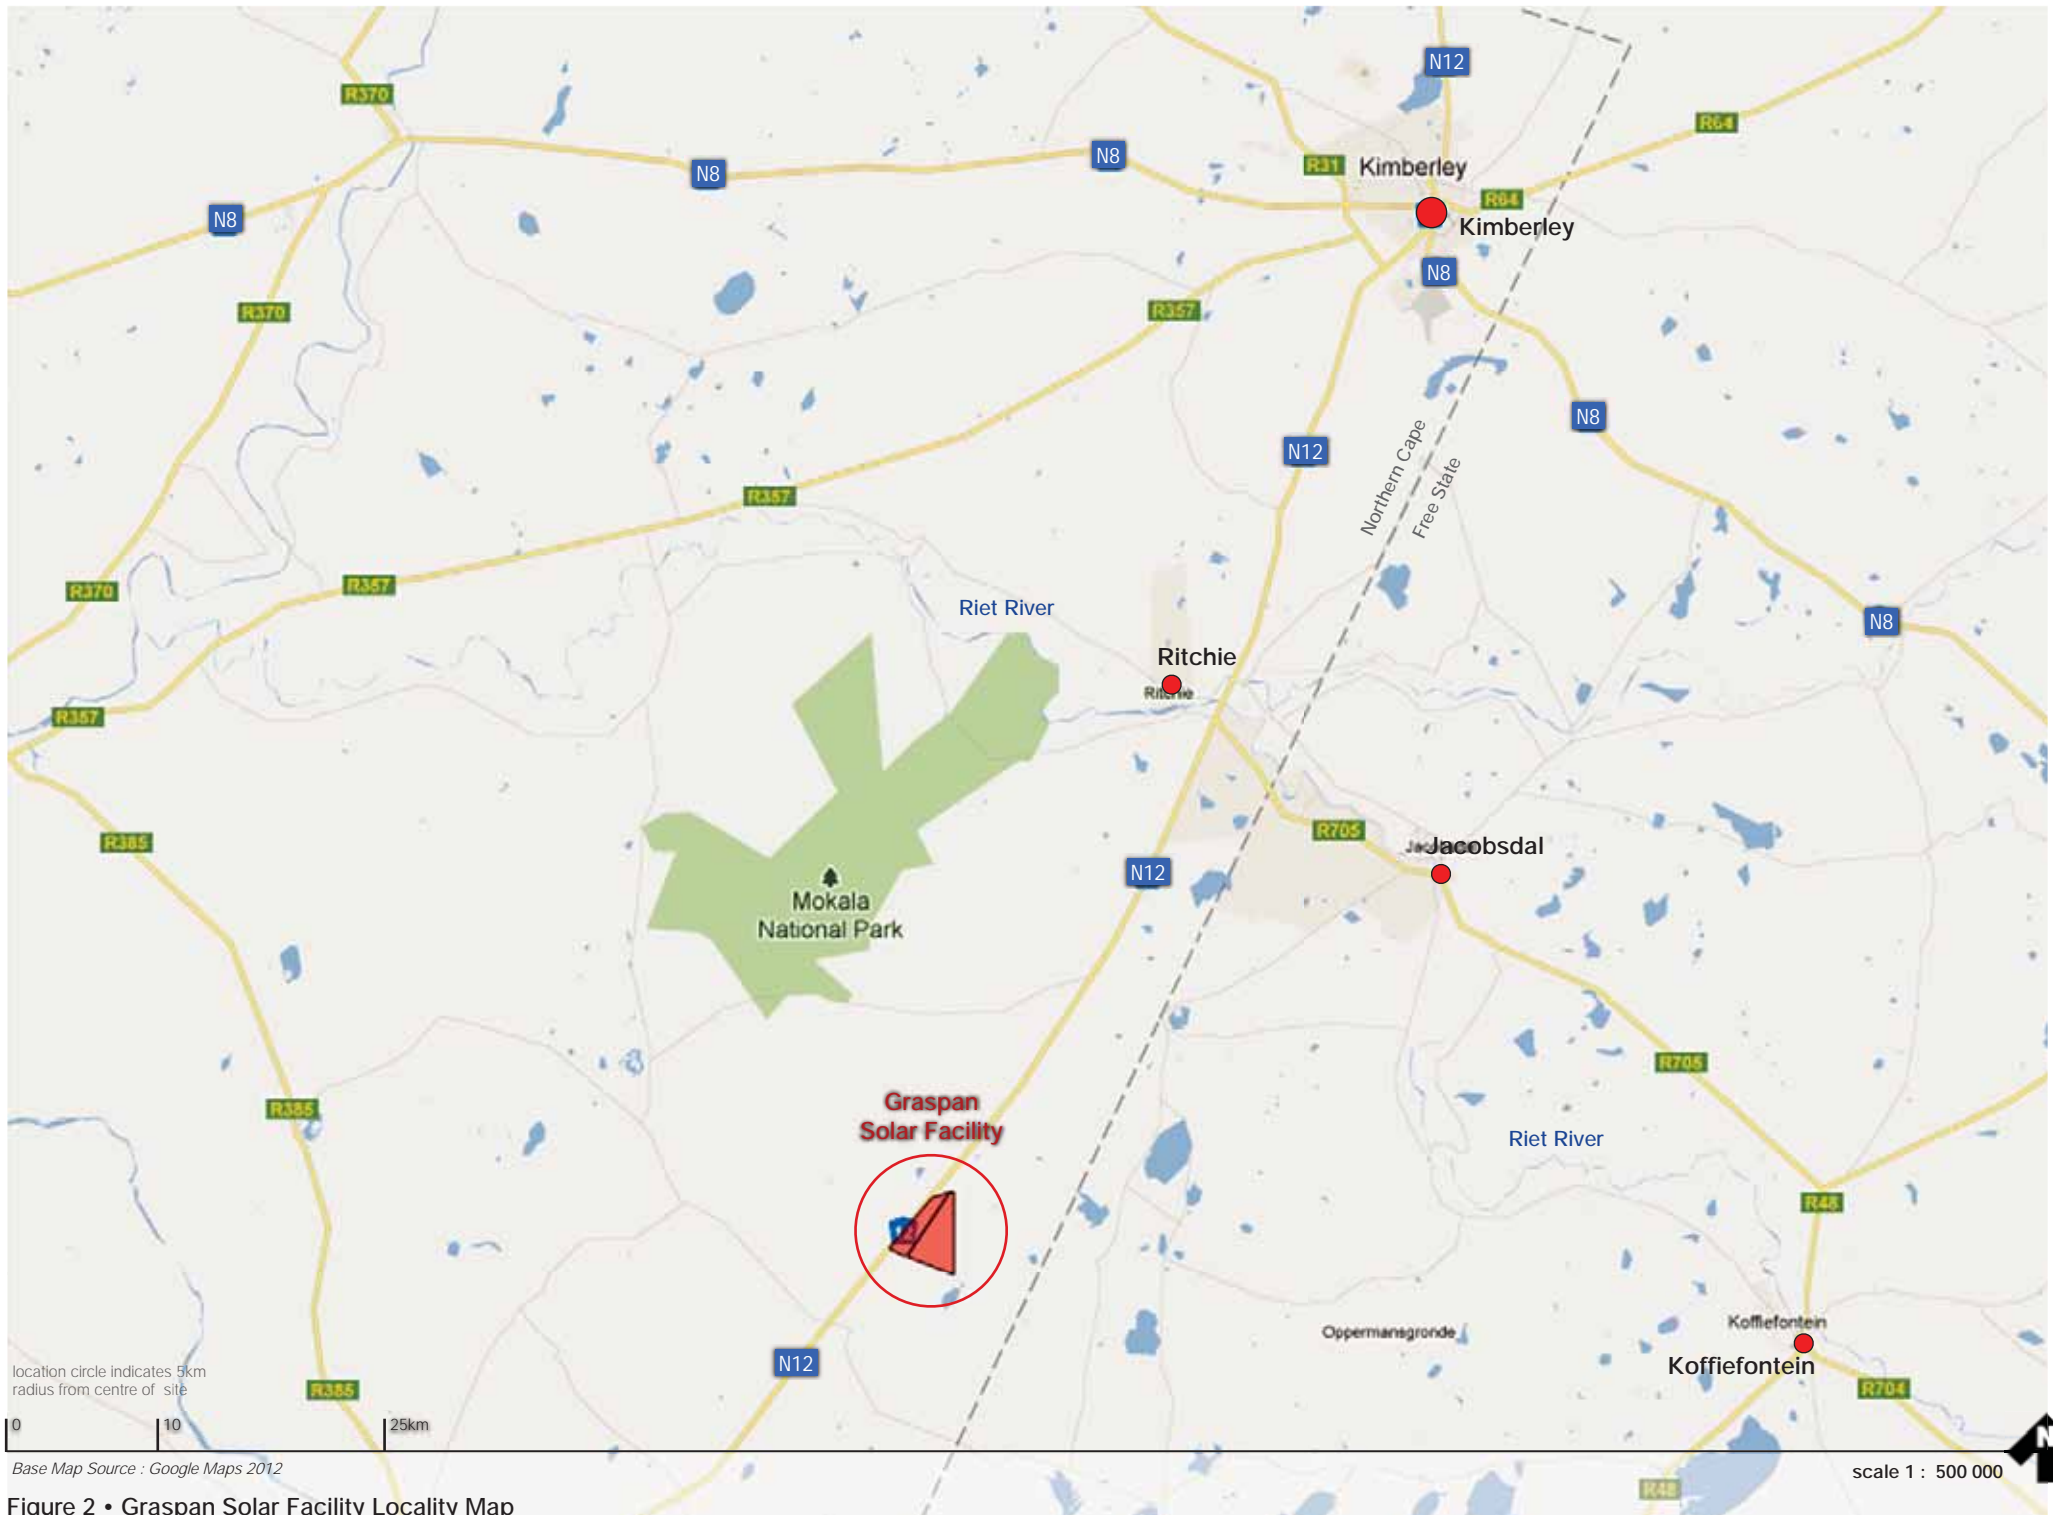 N12
R370
R64
N8
R31
Kimberley
N8
R64
N8
Kimberley
N8
R370
R357
N8
N12
Northern Cape
Free State
R357
R357
R370
Riet River
N8
Ritchie
Ritchie
R357
R705
R385
Jacobsdal
N12
Mokala
National Park
R705
Graspan
Solar Facility
R385
Riet River
R48
Koffiefontein
Oppermansgronde
N12
Koffiefontein
location circle indicates 5km
radius from centre of site
R385
R704
0
10
25km
N
Base Map Source : Google Maps 2012
scale 1 : 500 000
R48
Figure 2 • Graspan Solar Facility Locality Map